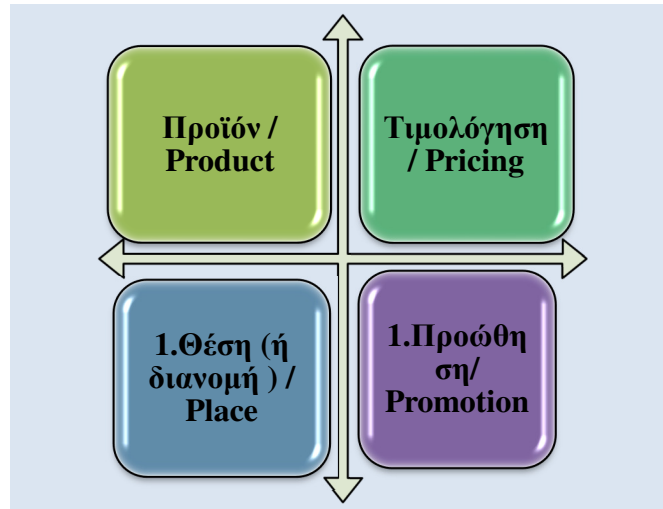 Προϊόν /
Product
Τιμολόγηση
/ Pricing
1.Θέση (ή
διανομή ) /
Place
1.Προώθη
ση/
Promotion